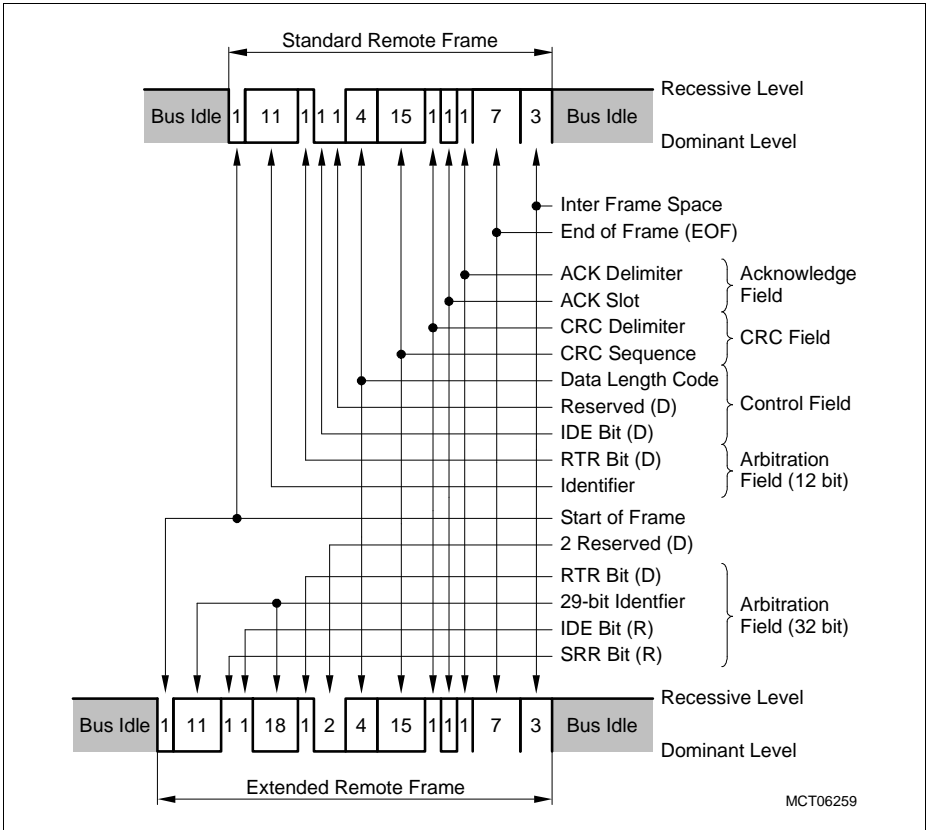 Standard Remote Frame
Recessive Level
Bus Idle 1 11 1 1 1 4 15 1 1 1 7 3 Bus Idle
Dominant Level
Inter Frame Space
End of Frame (EOF)
ACK Delimiter
Acknowledge
Field
ACK Slot
CRC Delimiter
CRC Field
CRC Sequence
Data Length Code
Reserved (D)
Control Field
IDE Bit (D)
RTR Bit (D)
Arbitration
Field (12 bit)
Identifier
Start of Frame
2 Reserved (D)
RTR Bit (D)
29-bit Identfier
Arbitration
Field (32 bit)
IDE Bit (R)
SRR Bit (R)
Recessive Level
Bus Idle 1 11 1 1 18 1 2 4 15 1 1 1 7 3 Bus Idle
Dominant Level
Extended Remote Frame
MCT06259